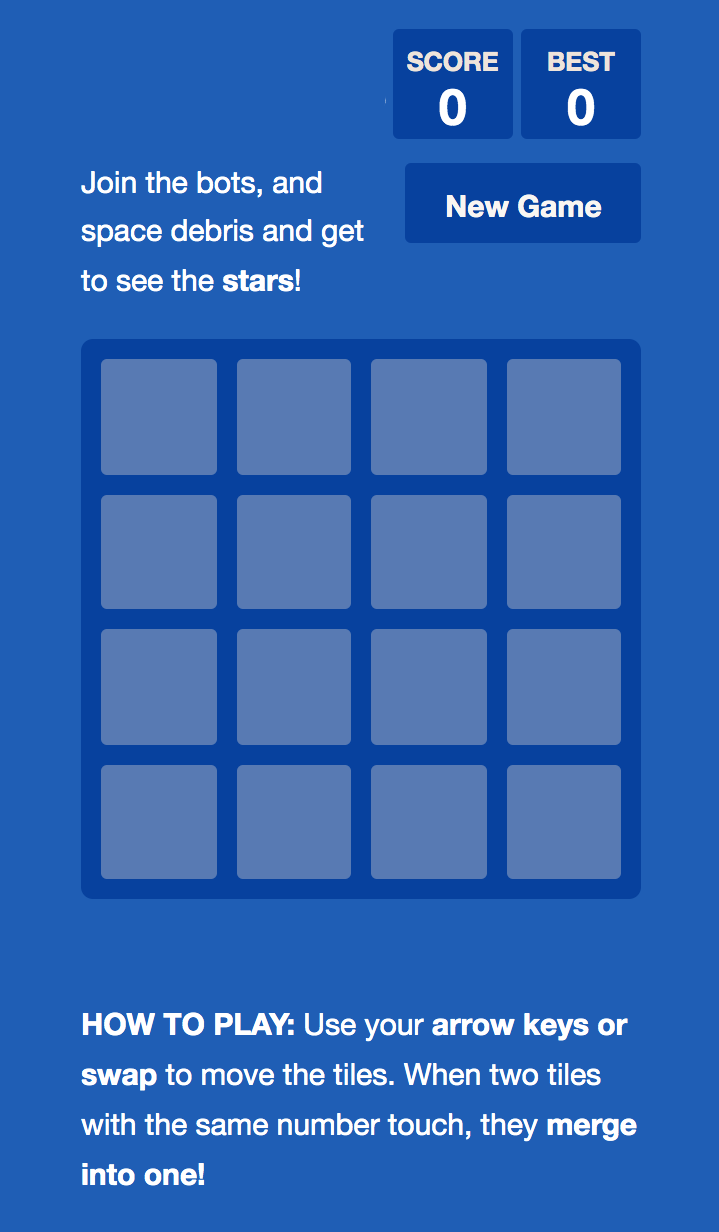 SCORE
0
BEST
0
Join the bots, and
space debris and get
to see the stars!
New Game
HOW TO PLAY: Use your arrow keys or
swap to move the tiles. When two tiles
with the same number touch, they merge
into one!